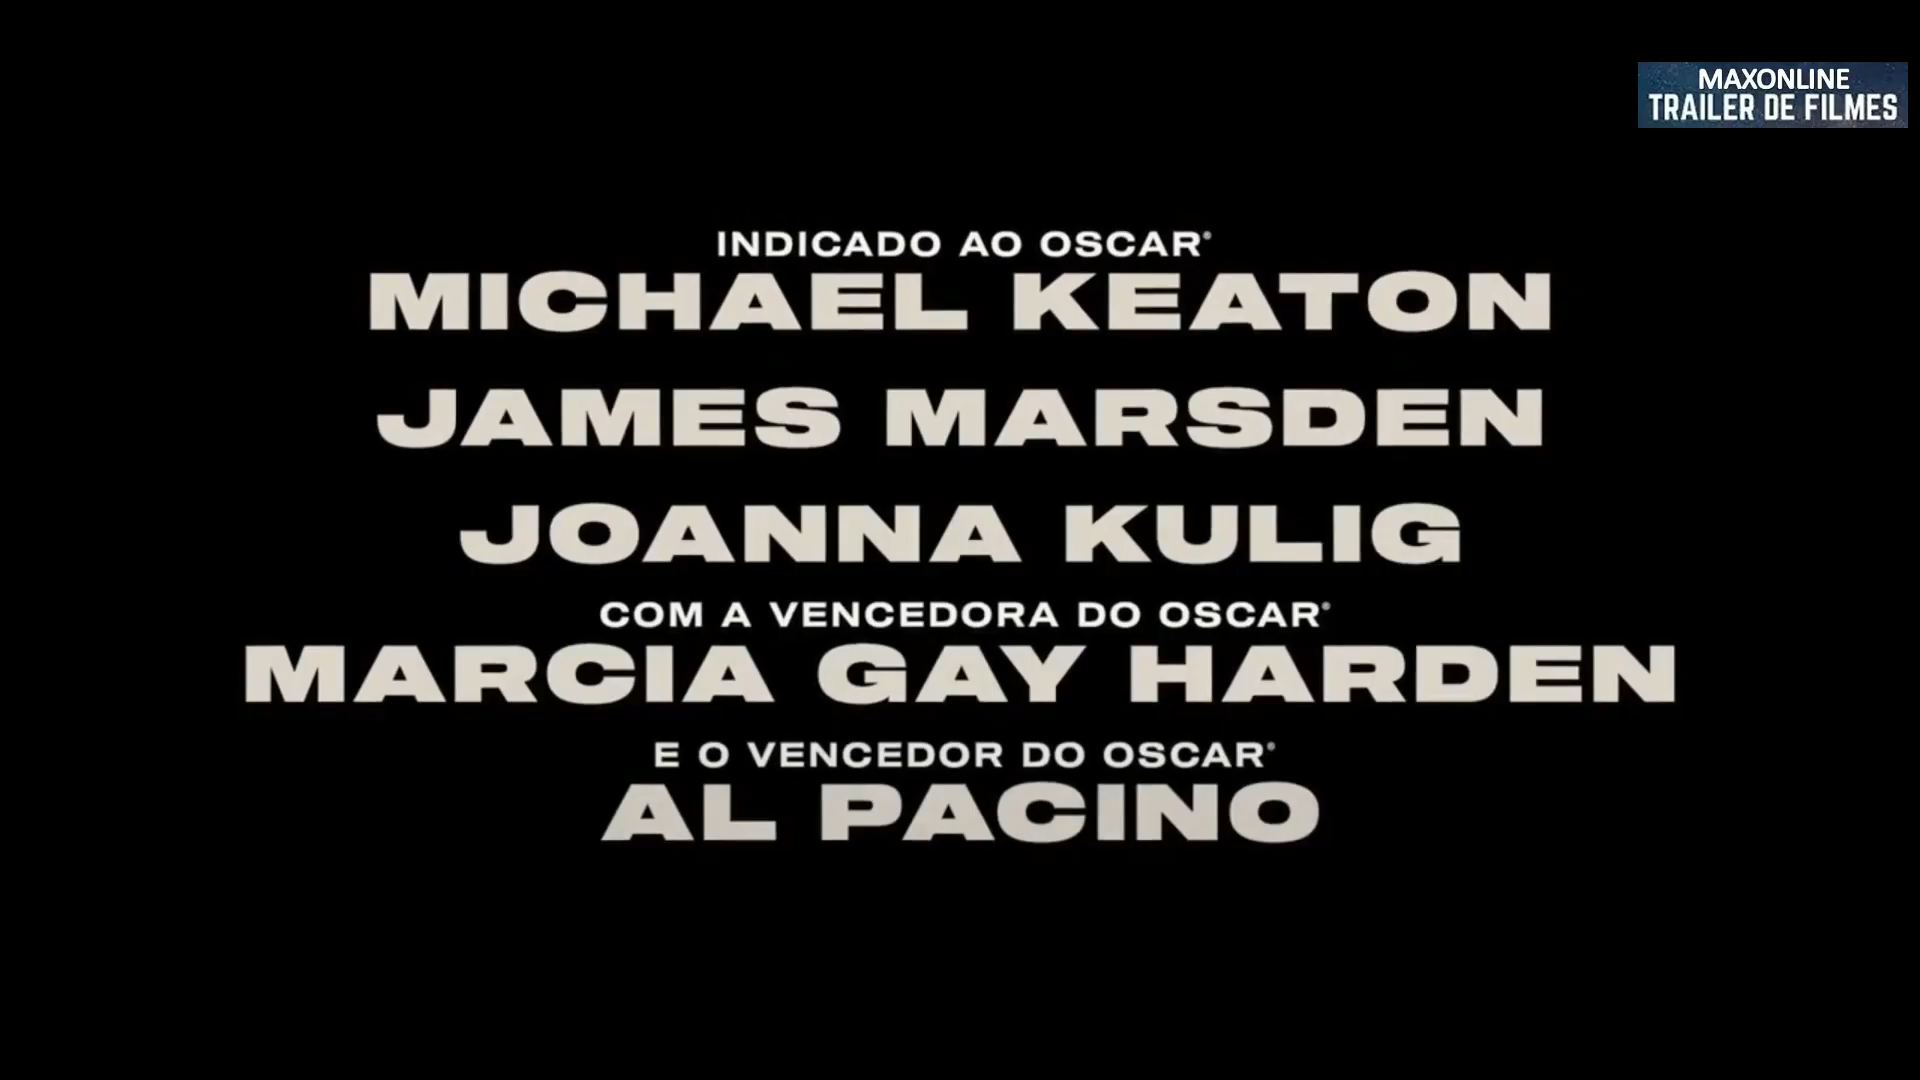 MAXONLINE
TRAILER DE FILMES
INDICADO AO OSCAR®
MICHAEL KEATON
JAMES MARSDEN
JOANNA KULIG
COM A VENCEDORA DO OSCAR®
MARCIA GAY HARDEN
E O VENCEDOR DO OSCAR®
AL PACINO